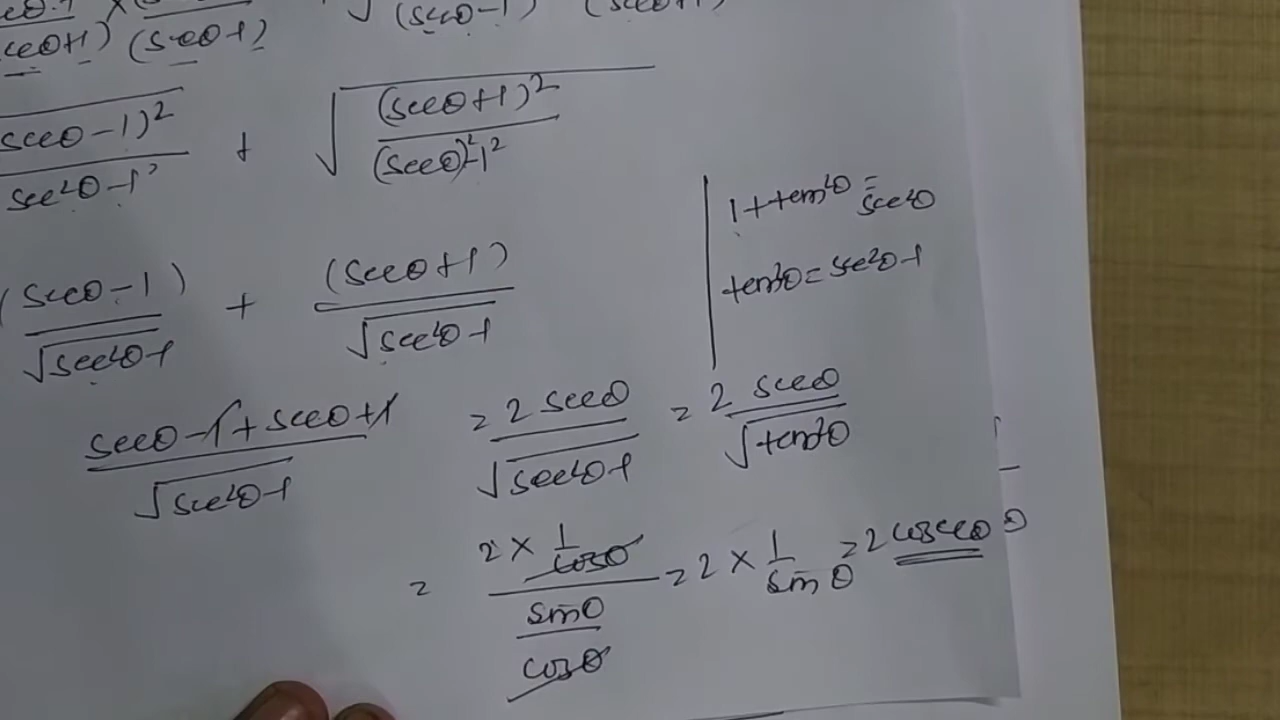 (secθ+1) (secθ-1) √ (secθ-1) (secθ+1)
(secθ-1)² / sec²θ-1² + √ (secθ+1)² / (secθ)²-1²
1+tan²θ = sec²θ
tan²θ = sec²θ-1
(secθ-1) / √sec²θ-1 + (secθ+1) / √sec²θ-1
secθ-1+secθ+1 / √sec²θ-1 = 2 secθ / √sec²θ-1 = 2 secθ / √tan²θ
= 2 × 1/cosθ / sinθ/cosθ = 2 × 1/sinθ = 2 cosecθ θ